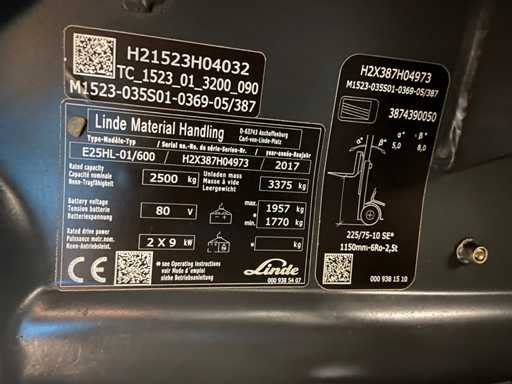 H21523H04032
TC_1523_01_3200_090
M1523-035S01-0369-05/387
Linde Material Handling
D-63743 Aschaffenburg
Carl-von-Linde-Platz
Type-Modèle-Typ / Serial no.-No de série-Serien-Nr. / year-année-Baujahr
E25HL-01/600 / H2X387H04973 2017
Rated capacity
Capacité nominale
Nenn-Tragfähigkeit
2500 kg
Unladen mass
Masse à vide
Leergewicht
3375 kg
Battery voltage
Tension batterie
Batteriespannung
80 V
max.*
1957 kg
min.*
1770 kg
Rated drive power
Puissance motr.nom.
Nenn-Antriebsleist.
2 X 9 kW
* kg
* see Operating Instructions
voir Mode d'emploi
siehe Betriebsanleitung
Linde
000 938 54 07
H2X387H04973
M1523-035S01-0369-05/387
3874390050
α° β°
5,0 8,0
α° β°
225/75-10 SE*
1150mm-6Ro-2,5t
000 938 15 10